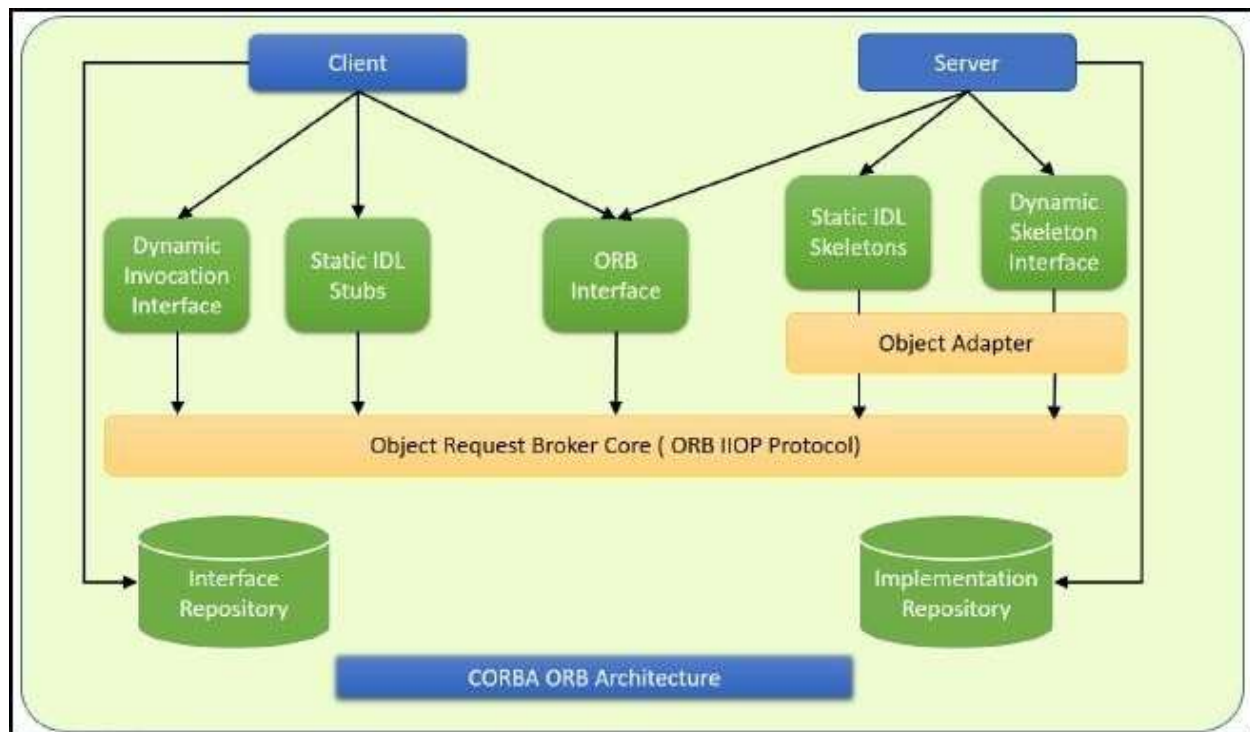 Client
Server
Dynamic
Invocation
Interface
Static IDL
Stubs
ORB
Interface
Static IDL
Skeletons
Dynamic
Skeleton
Interface
Object Adapter
Object Request Broker Core ( ORB IIOP Protocol)
Interface
Repository
Implementation
Repository
CORBA ORB Architecture